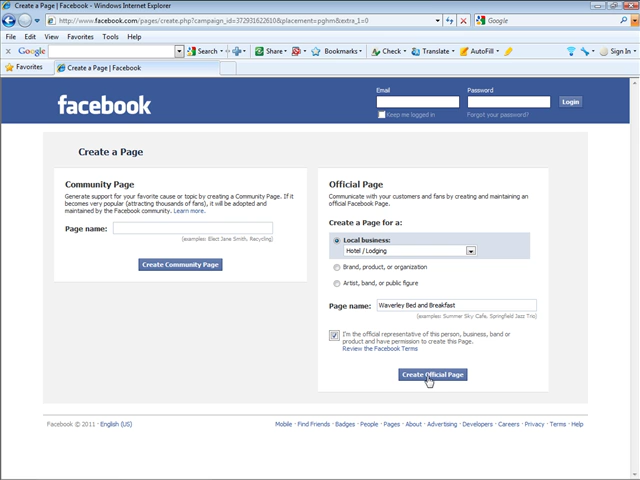 Create a Page | Facebook - Windows Internet Explorer
http://www.facebook.com/pages/create.php?campaign_id=372931622610&placement=pghm&extra_1=0
Google
File Edit View Favorites Tools Help
Google Search Share Bookmarks Check Translate AutoFill Sign In
Favorites Create a Page | Facebook
facebook
Email Password
Login
Keep me logged in Forgot your password?
Create a Page
Community Page
Generate support for your favorite cause or topic by creating a Community Page. If it
becomes very popular (attracting thousands of fans), it will be adopted and
maintained by the Facebook community. Learn more.
Page name:
(examples: Elect Jane Smith, Recycling)
Create Community Page
Official Page
Communicate with your customers and fans by creating and maintaining an
official Facebook Page.
Create a Page for a:
Local business:
Hotel / Lodging
Brand, product, or organization
Artist, band, or public figure
Page name: Waverley Bed and Breakfast
(examples: Summer Sky Cafe, Springfield Jazz Trio)
I'm the official representative of this person, business, band or
product and have permission to create this Page.
Review the Facebook Terms
Create Official Page
Facebook © 2011 · English (US)
Mobile · Find Friends · Badges · People · Pages · About · Advertising · Developers · Careers · Privacy · Terms · Help